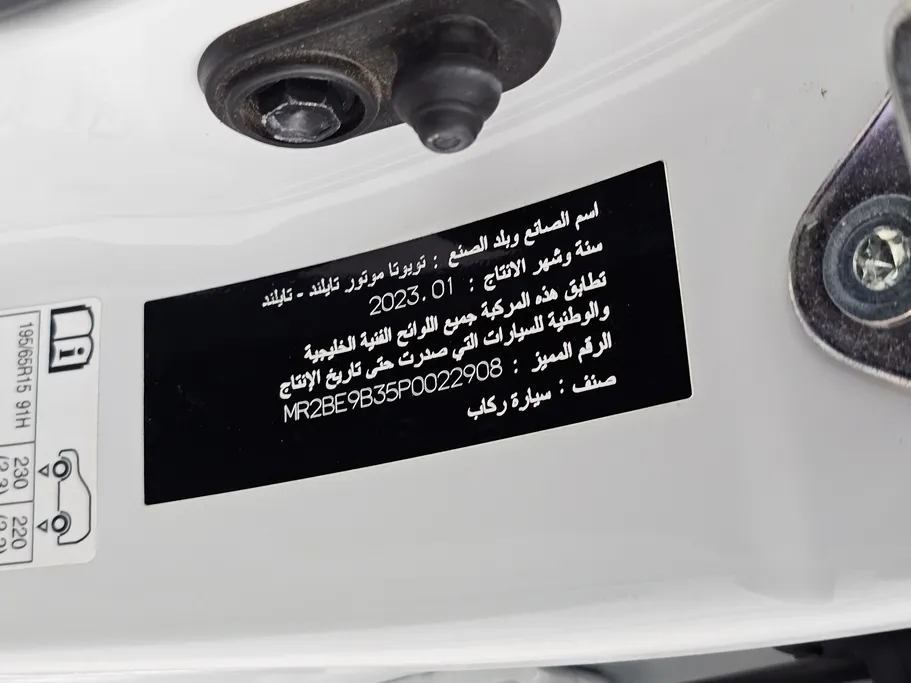 اسم الصانع وبلد الصنع : تويوتا موتور تايلند - تايلند
سنة وشهر الانتاج : 2023.01
تطابق هذه المركبة جميع اللوائح الفنية الخليجية
والوطنية للسيارات التي صدرت حتى تاريخ الإنتاج
الرقم المميز : MR2BE9B35P0022908
صنف : سيارة ركاب
195/65R15 91H
230
220